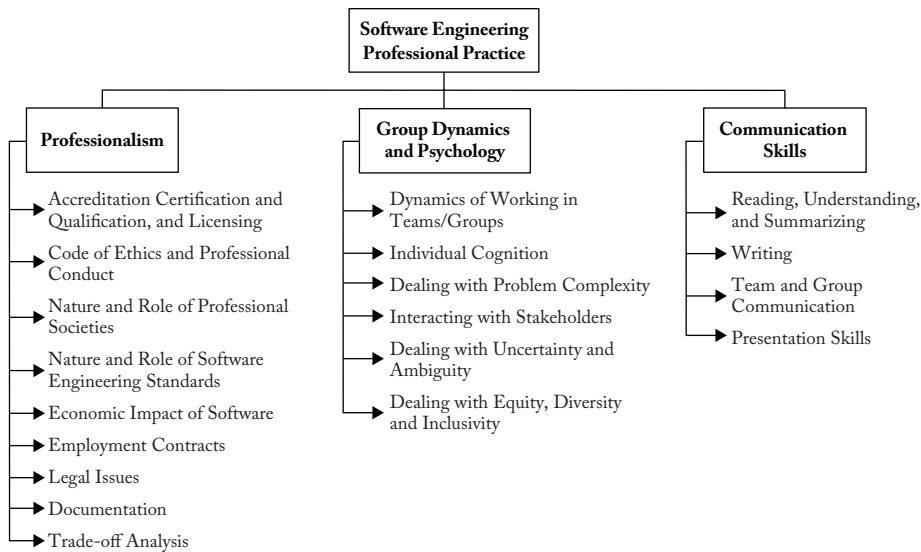 Software Engineering
Professional Practice
Professionalism
Accreditation Certification and
Qualification, and Licensing
Code of Ethics and Professional
Conduct
Nature and Role of Professional
Societies
Nature and Role of Software
Engineering Standards
Economic Impact of Software
Employment Contracts
Legal Issues
Documentation
Trade-off Analysis
Group Dynamics
and Psychology
Dynamics of Working in
Teams/Groups
Individual Cognition
Dealing with Problem Complexity
Interacting with Stakeholders
Dealing with Uncertainty and
Ambiguity
Dealing with Equity, Diversity
and Inclusivity
Communication
Skills
Reading, Understanding,
and Summarizing
Writing
Team and Group
Communication
Presentation Skills